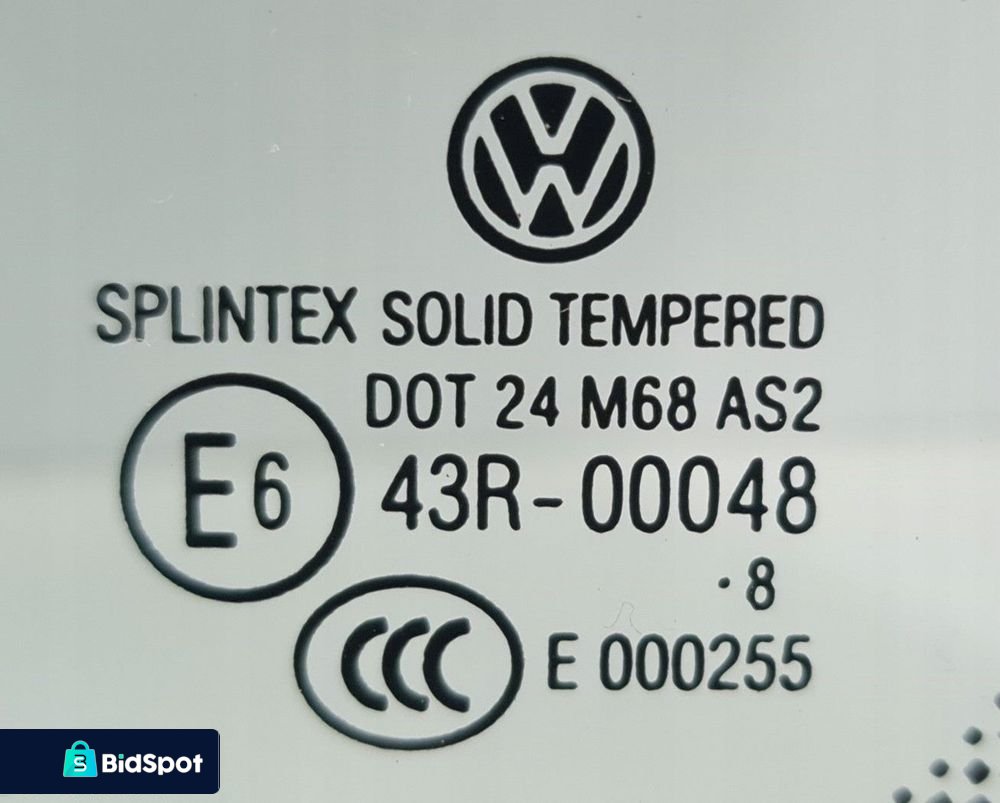 SPLINTEX SOLID TEMPERED
DOT 24 M68 AS2
E6 43R-00048
·8
CCC E 000255
BidSpot